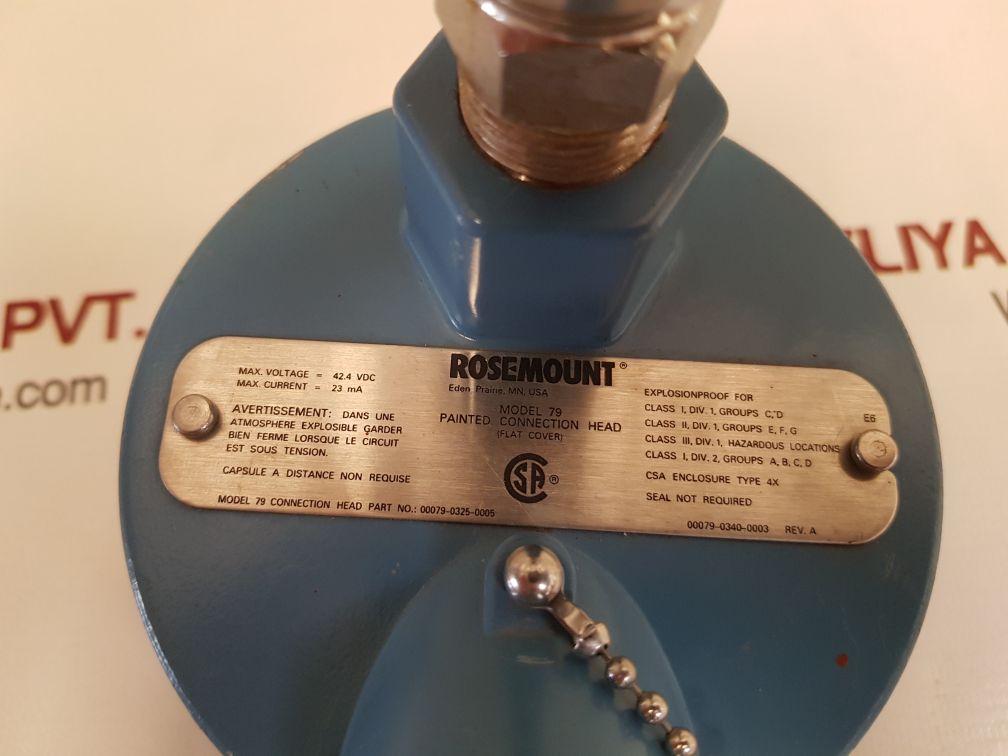 PVT.
.com
LIYA
MAX. VOLTAGE = 42.4 VDC
MAX. CURRENT = 23 mA
AVERTISSEMENT: DANS UNE
ATMOSPHERE EXPLOSIBLE GARDER
BIEN FERME LORSQUE LE CIRCUIT
EST SOUS TENSION.
CAPSULE A DISTANCE NON REQUISE
MODEL 79 CONNECTION HEAD PART NO.: 00079-0325-0005
ROSEMOUNT®
Eden Prairie, MN, USA
MODEL 79
PAINTED CONNECTION HEAD
(FLAT COVER)
CSA ®
EXPLOSIONPROOF FOR
CLASS I, DIV. 1, GROUPS C, D
CLASS II, DIV. 1, GROUPS E, F, G
CLASS III, DIV. 1, HAZARDOUS LOCATIONS
CLASS I, DIV. 2, GROUPS A, B, C, D
E6
CSA ENCLOSURE TYPE 4X
SEAL NOT REQUIRED
00079-0340-0003 REV. A